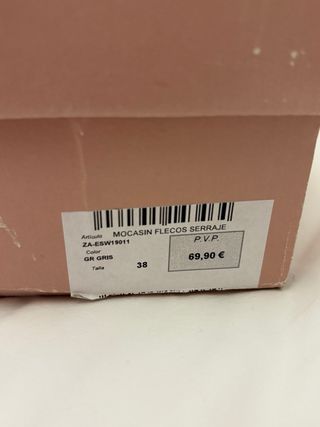 Artículo MOCASIN FLECOS SERRAJE
ZA-ESW19011 P.V.P.
Color
GR GRIS 69,90 €
Talla 38